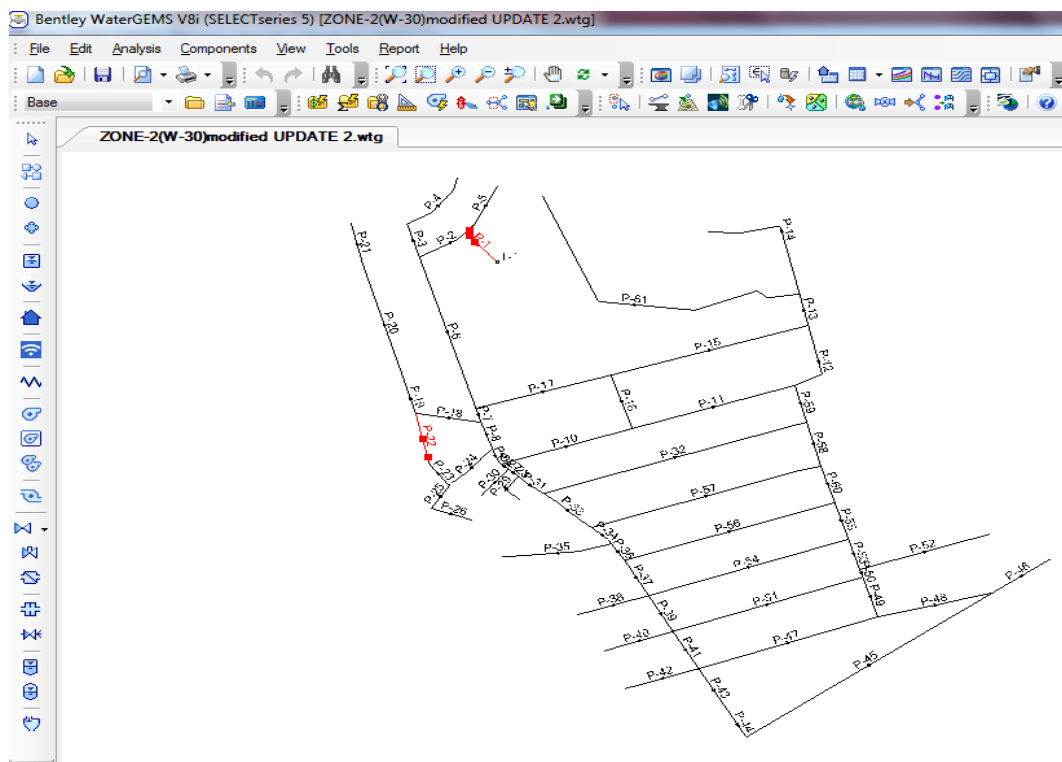 Bentley WaterGEMS V8i (SELECTseries 5) [ZONE-2(W-30)modified UPDATE 2.wtg]
File Edit Analysis Components View Tools Report Help
Base
ZONE-2(W-30)modified UPDATE 2.wtg
P-4
P-5
P-21
P-3
P-2
P-1
P-14
P-61
P-13
P-20
P-6
P-15
P-12
P-17
P-19
P-18
P-7
P-16
P-11
P-59
P-22
P-8
P-10
P-32
P-58
P-23
P-24
P-31
P-57
P-60
P-25
P-26
P-33
P-34
P-56
P-55
P-35
P-36
P-54
P-53
P-52
P-37
P-50
P-46
P-38
P-39
P-51
P-49
P-48
P-40
P-41
P-47
P-45
P-42
P-43
P-44